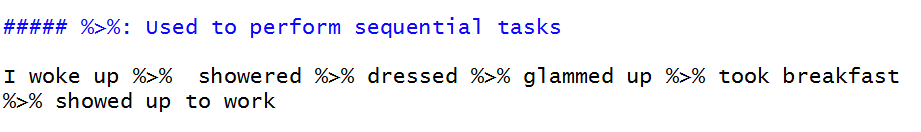 ##### %>%: Used to perform sequential tasks
I woke up %>%  showered %>% dressed %>% glammed up %>% took breakfast
%>% showed up to work